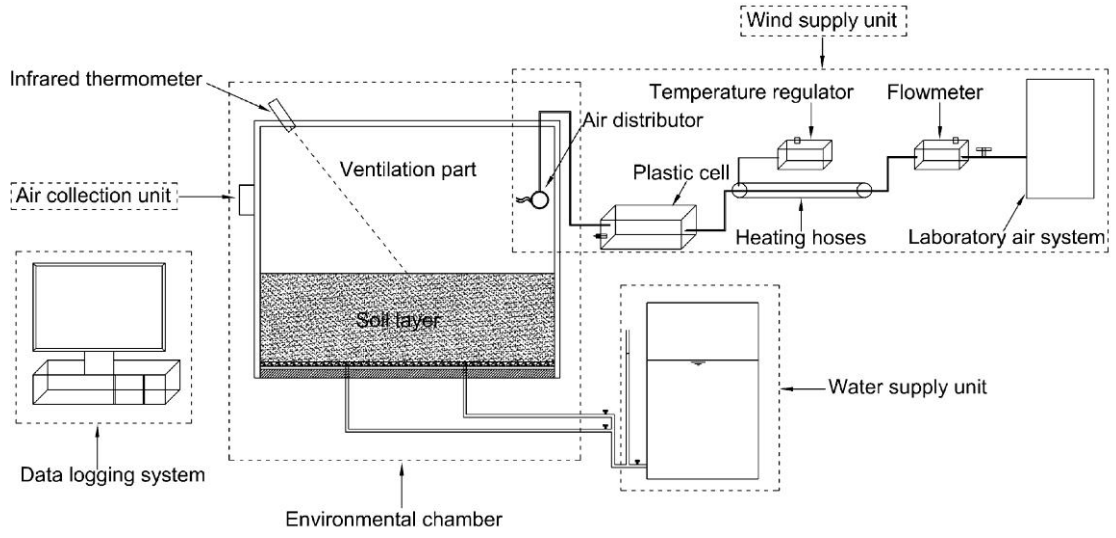 Wind supply unit
Infrared thermometer
Temperature regulator
Flowmeter
Air distributor
Ventilation part
Plastic cell
Air collection unit
Heating hoses
Laboratory air system
Soil layer
Water supply unit
Data logging system
Environmental chamber